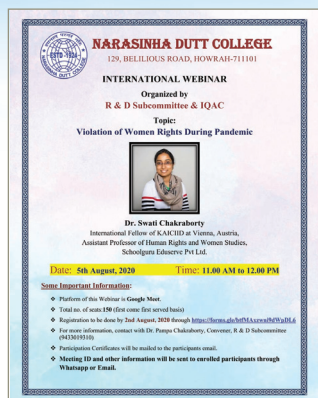 NARASINHA DUTT COLLEGE
ESTD-1924
NARASINHA DUTT COLLEGE
129, BELILIOUS ROAD, HOWRAH-711101
INTERNATIONAL WEBINAR
Organized by
R & D Subcommittee & IQAC
Topic:
Violation of Women Rights During Pandemic
Dr. Swati Chakraborty
International Fellow of KAICIID at Vienna, Austria,
Assistant Professor of Human Rights and Women Studies,
Schoolguru Eduserve Pvt Ltd.
Date: 5th August, 2020 Time: 11.00 AM to 12.00 PM
Some Important Information:
❖ Platform of this Webinar is Google Meet.
❖ Total no. of seats:150 (first come first served basis)
❖ Registration to be done by 2nd August, 2020 through
❖ For more information, contact with Dr. Pampa Chakraborty, Convener, R & D Subcommittee
(9433019310)
❖ Participation Certificates will be mailed to the participants email.
❖ Meeting ID and other information will be sent to enrolled participants through
Whatsapp or Email.